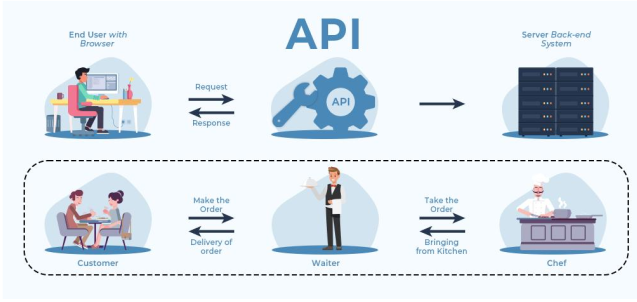 API
End User with
Browser
Server Back-end
System
Request
API
Response
Make the
Order
Take the
Order
Delivery of
order
Bringing
from Kitchen
Customer
Waiter
Chef